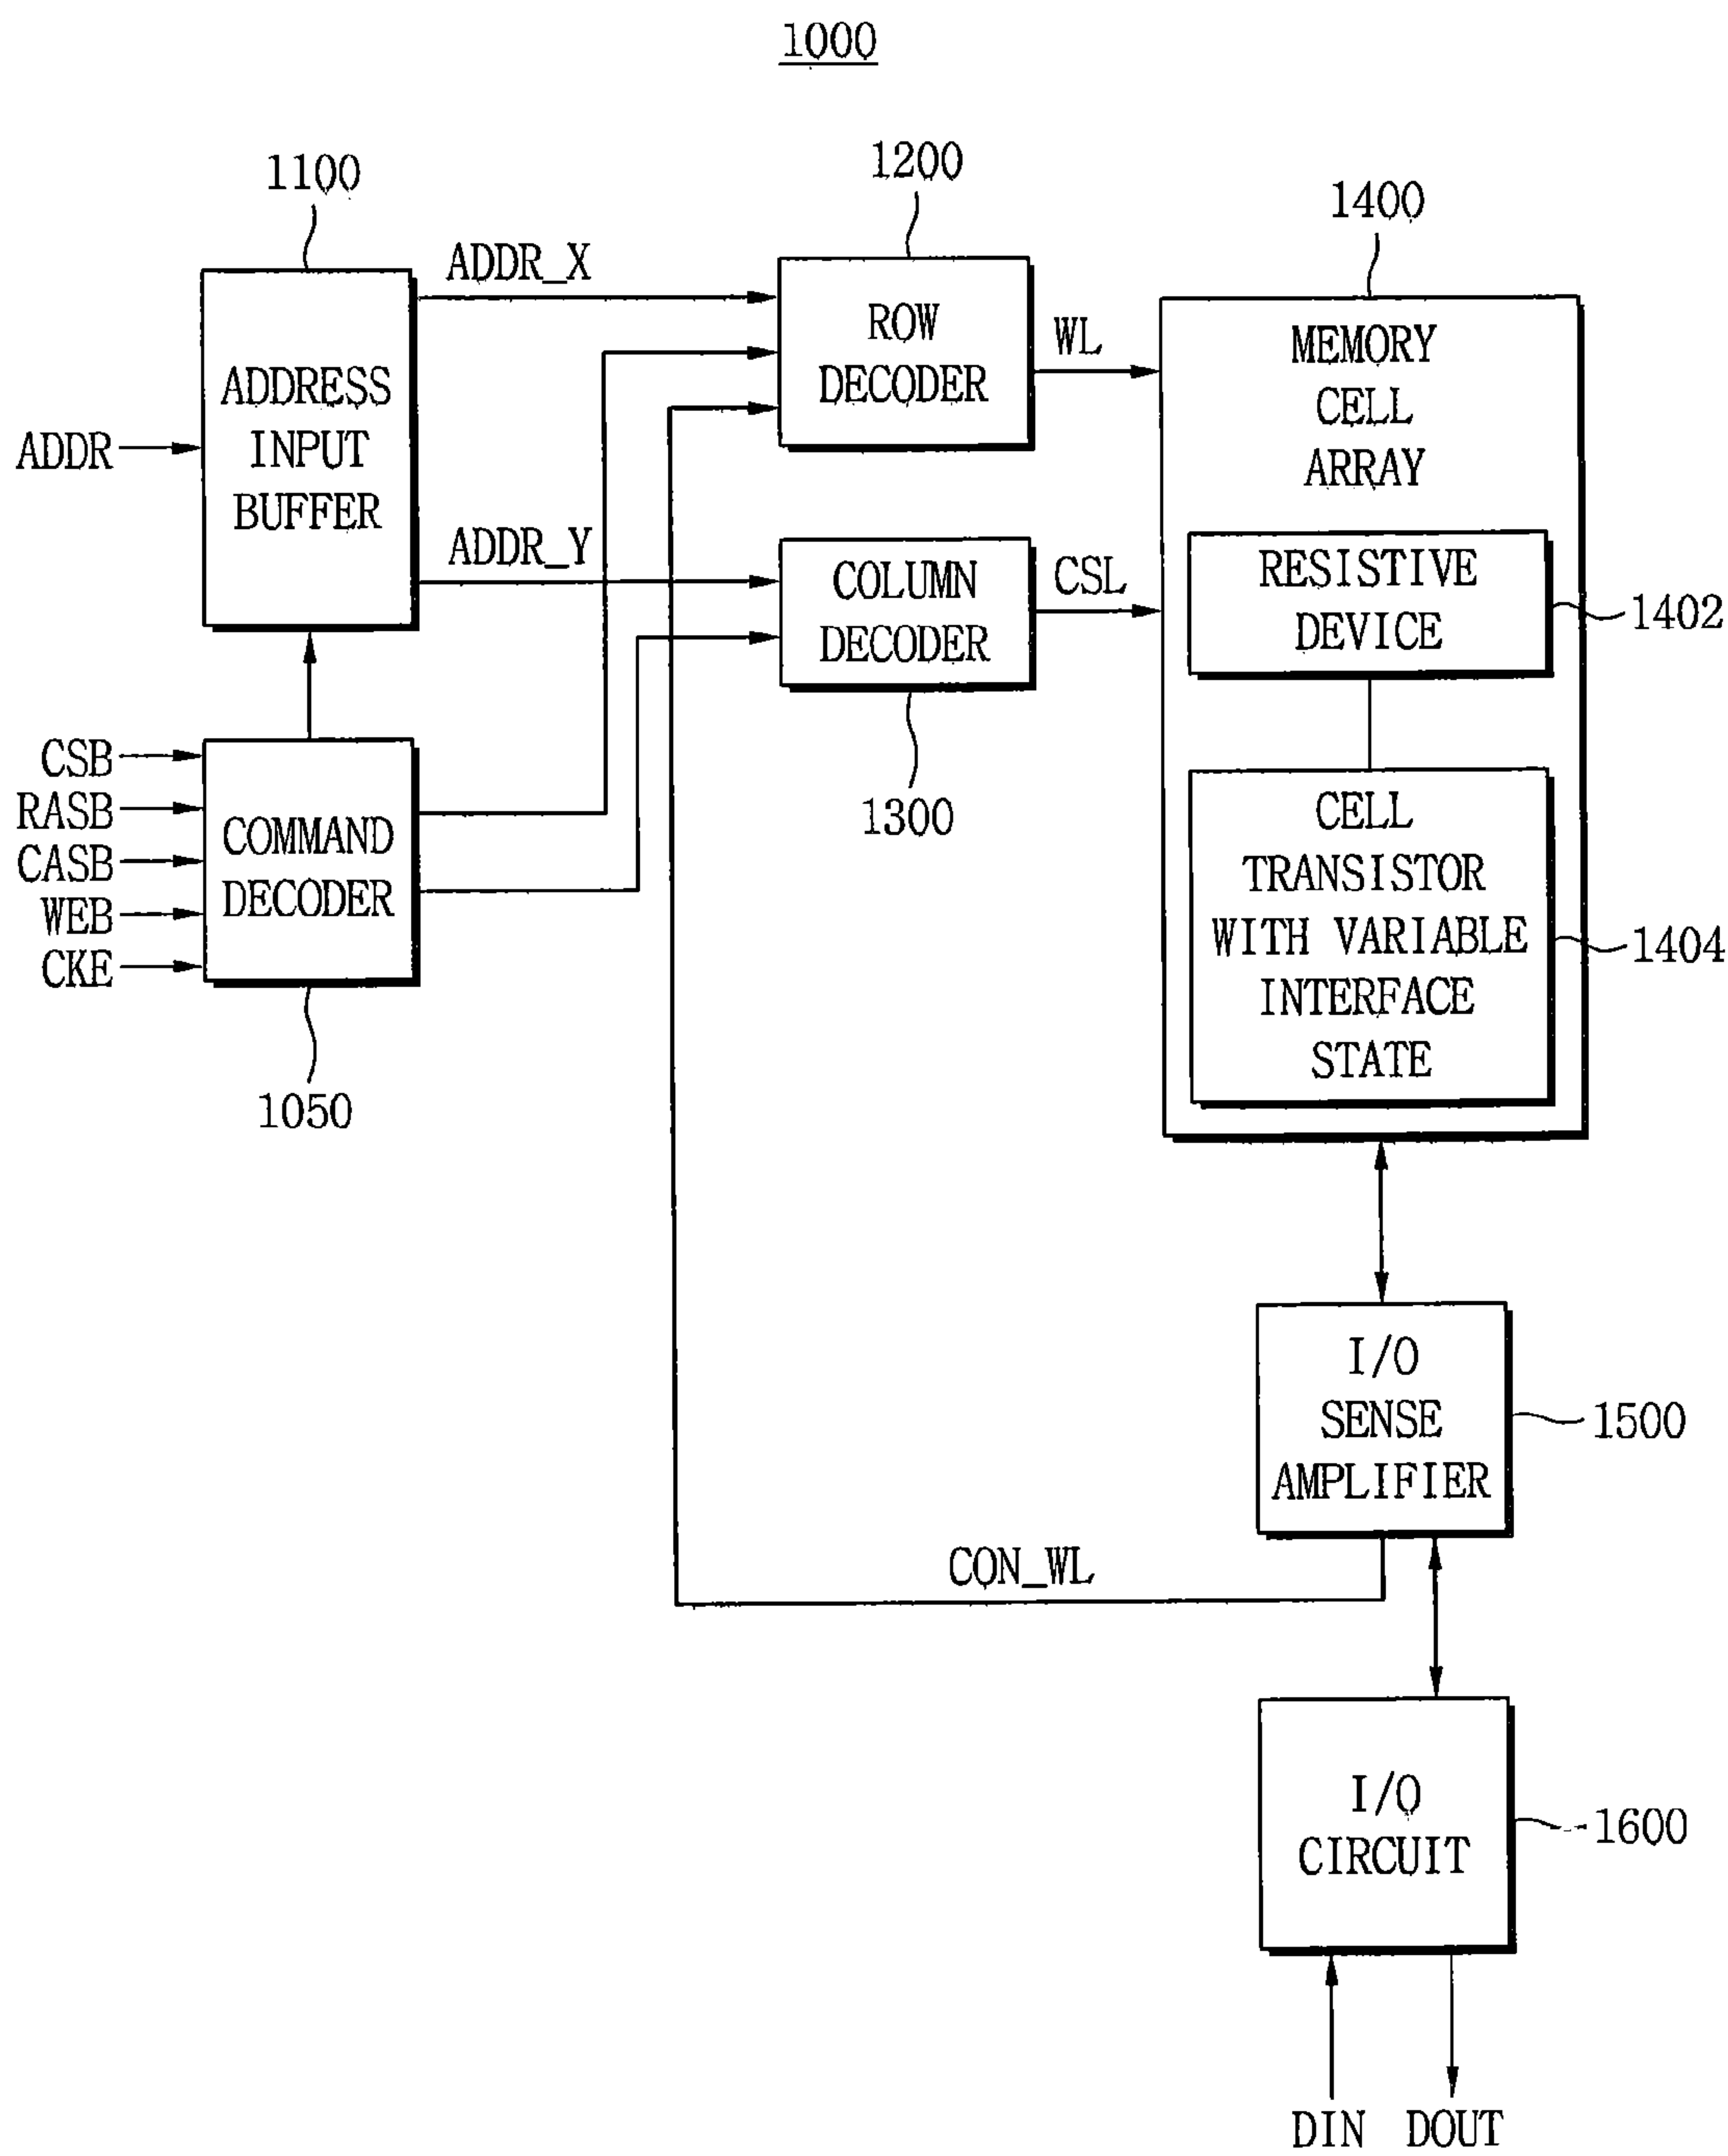 1000
1100
1200
1400
ADDR_X
ADDR_Y
ADDR
ADDRESS
INPUT
BUFFER
ROW
DECODER
WL
MEMORY
CELL
ARRAY
COLUMN
DECODER
CSL
RESISTIVE
DEVICE
1402
1300
CSB
RASB
CASB
WEB
CKE
COMMAND
DECODER
1050
CELL
TRANSISTOR
WITH VARIABLE
INTERFACE
STATE
1404
I/O
SENSE
AMPLIFIER
1500
CON_WL
I/O
CIRCUIT
1600
DIN
DOUT